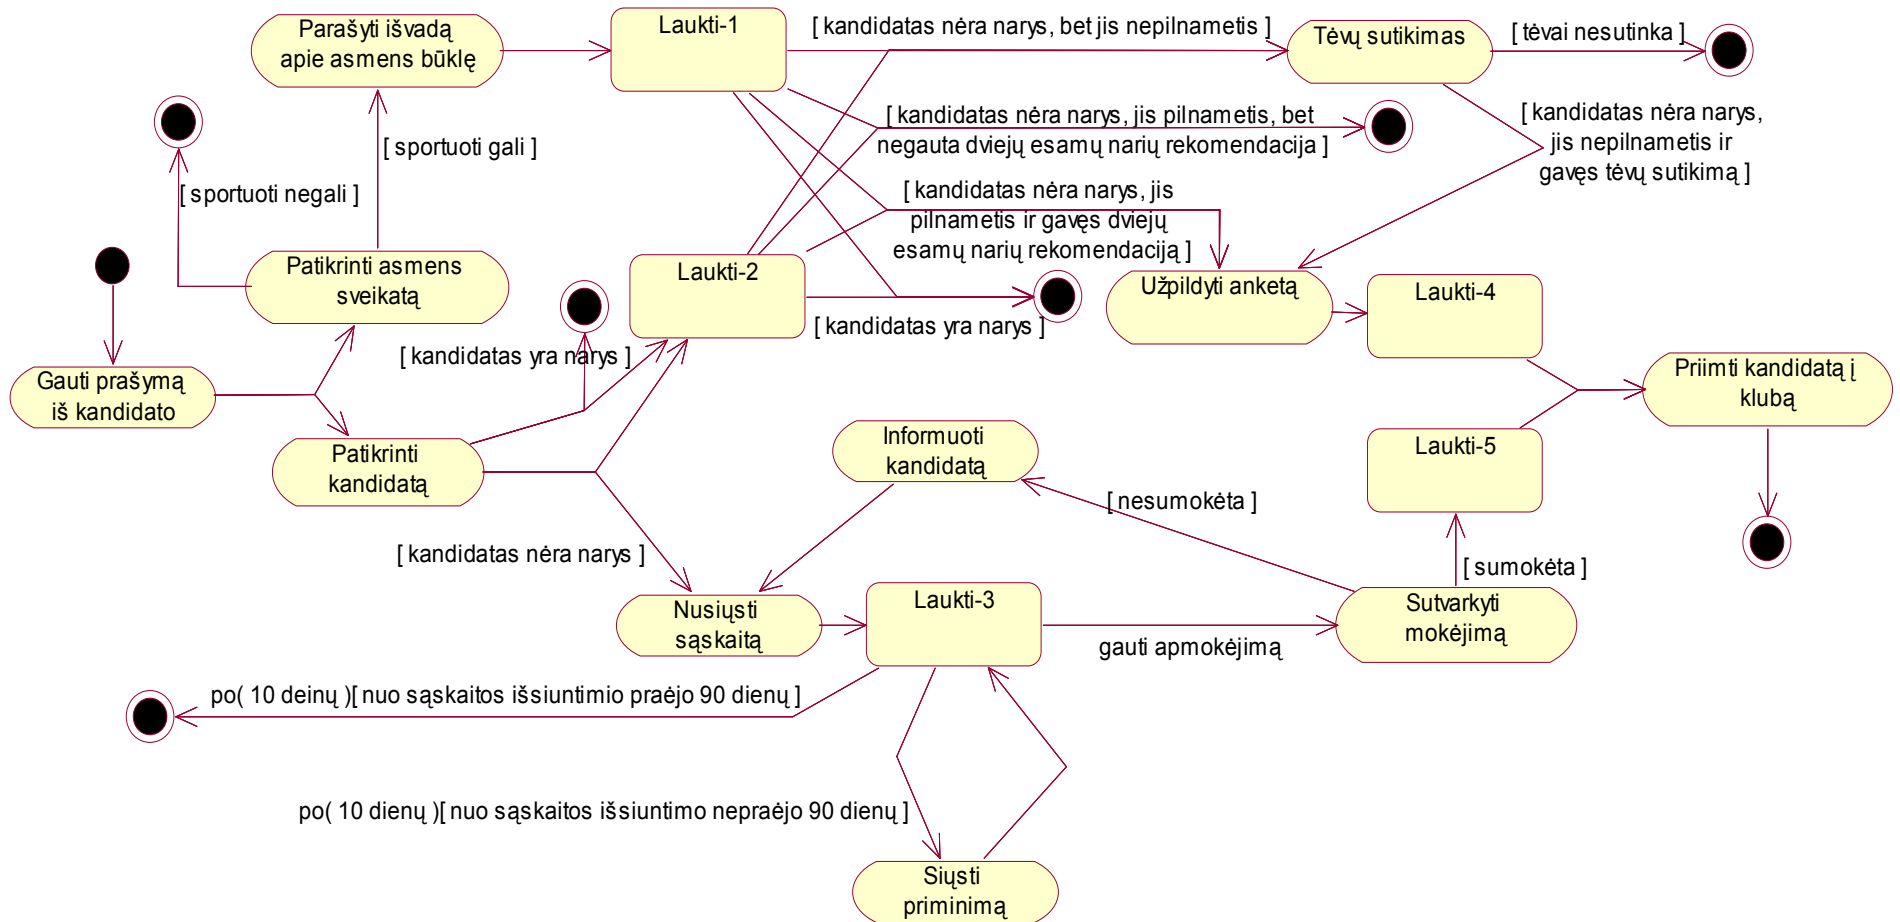 Parašyti išvadą
apie asmens būklę
Laukti-1
[ kandidatas nėra narys, bet jis nepilnametis ]
Tėvų sutikimas
[ tėvai nesutinka ]
[ kandidatas nėra narys, jis pilnametis, bet
negauta dviejų esamų narių rekomendacija ]
[ kandidatas nėra narys,
jis nepilnametis ir
gavęs tėvų sutikimą ]
[ sportuoti gali ]
[ sportuoti negali ]
[ kandidatas nėra narys, jis
pilnametis ir gavęs dviejų
esamų narių rekomendaciją ]
Patikrinti asmens
sveikatą
Laukti-2
Užpildyti anketą
Laukti-4
[ kandidatas yra narys ]
[ kandidatas yra narys ]
Gauti prašymą
iš kandidato
Priimti kandidatą į
klubą
Patikrinti
kandidatą
Informuoti
kandidatą
Laukti-5
[ nesumokėta ]
[ kandidatas nėra narys ]
[ sumokėta ]
Nusiųsti
sąskaitą
Laukti-3
gauti apmokėjimą
Sutvarkyti
mokėjimą
po( 10 deinų )[ nuo sąskaitos išsiuntimio praėjo 90 dienų ]
po( 10 dienų )[ nuo sąskaitos išsiuntimo nepraėjo 90 dienų ]
Siųsti
priminimą